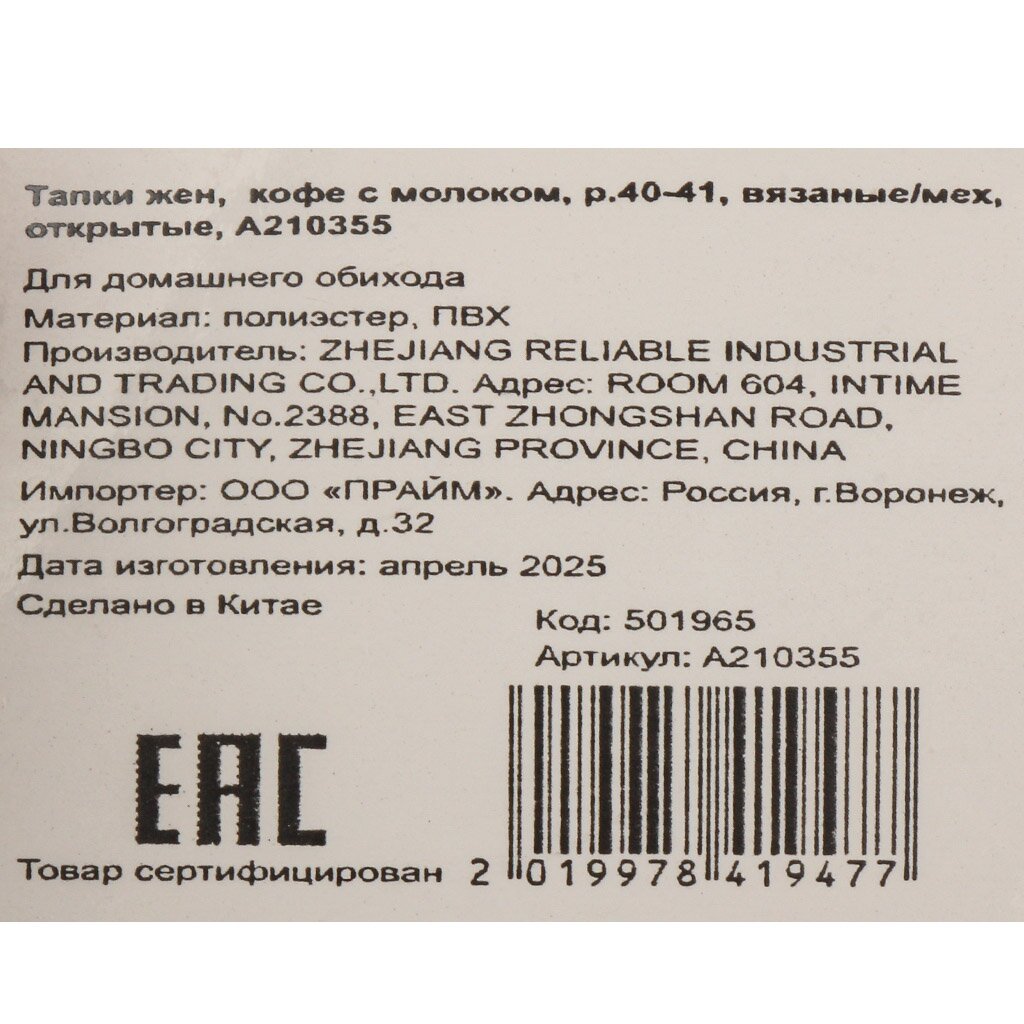 Тапки жен,  кофе с молоком, р.40-41, вязаные/мех,
открытые, А210355
Для домашнего обихода
Материал: полиэстер, ПВХ
Производитель: ZHEJIANG RELIABLE INDUSTRIAL
AND TRADING CO.,LTD. Адрес: ROOM 604, INTIME
MANSION, No.2388, EAST ZHONGSHAN ROAD,
NINGBO CITY, ZHEJIANG PROVINCE, CHINA
Импортер: ООО «ПРАЙМ». Адрес: Россия, г.Воронеж,
ул.Волгоградская, д.32
Дата изготовления: апрель 2025
Сделано в Китае
Код: 501965
Артикул: А210355
ЕАС
Товар сертифицирован
2 019978 419477